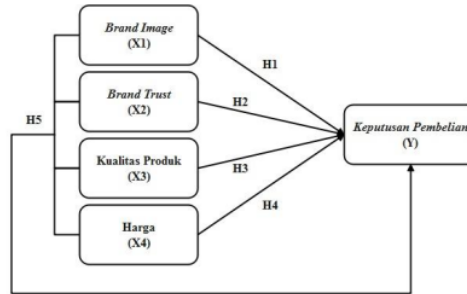 Brand Image
(X1)
H1
Brand Trust
(X2)
H2
H5
Keputusan Pembelian
(Y)
Kualitas Produk
(X3)
H3
Harga
(X4)
H4